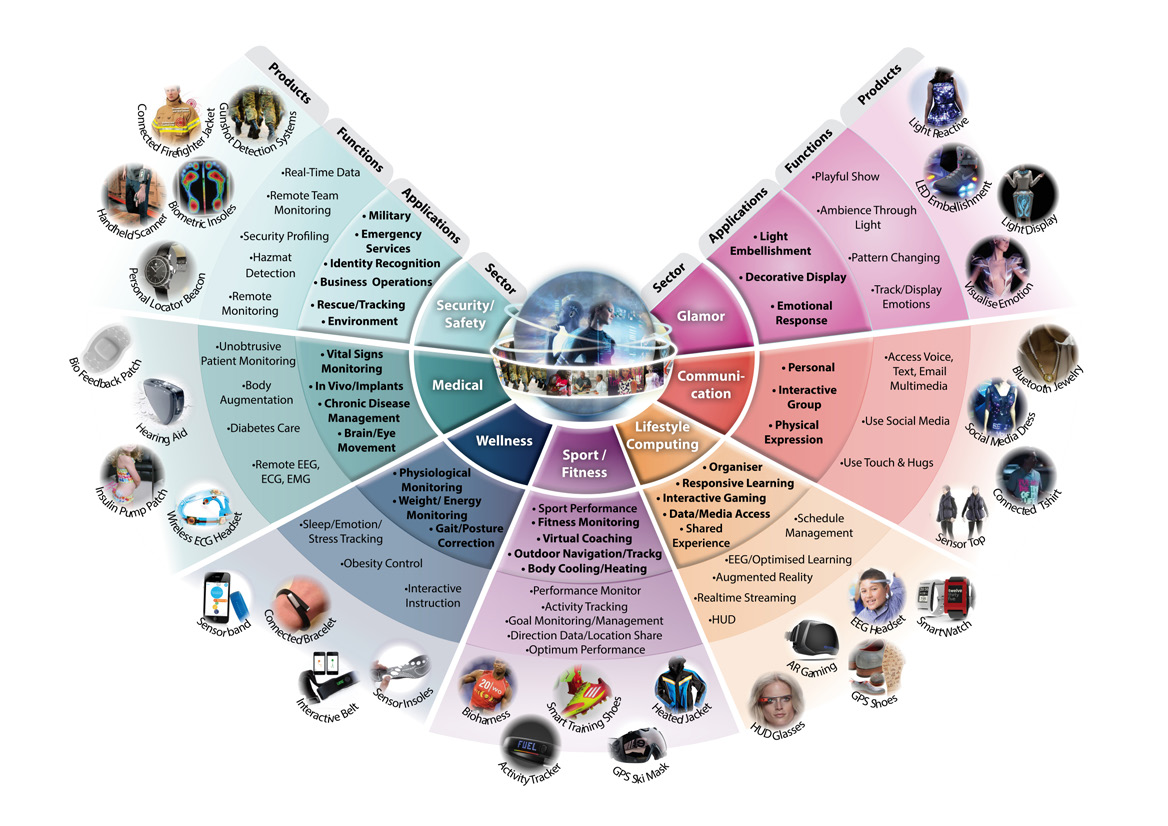 Products
Functions
Applications
Sector
Connected Firefighter Jacket
Gunshot Detection Systems
Handheld Scanner
Biometric Insoles
Personal Locator Beacon
•Real-Time Data
•Remote Team
Monitoring
•Security Profiling
•Hazmat
Detection
•Remote
Monitoring
• Military
• Emergency
Services
• Identity Recognition
• Business Operations
• Rescue/Tracking
• Environment
Security/
Safety
Bio Feedback Patch
Hearing Aid
Insulin Pump Patch
Wireless ECG Headset
•Unobtrusive
Patient Monitoring
•Body
Augmentation
•Diabetes Care
•Remote EEG,
ECG, EMG
• Vital Signs
Monitoring
• In Vivo/Implants
• Chronic Disease
Management
• Brain/Eye
Movement
Medical
Wellness
• Physiological
Monitoring
• Weight/ Energy
Monitoring
• Gait/Posture
Correction
•Sleep/Emotion/
Stress Tracking
•Obesity Control
•Interactive
Instruction
Sensor band
Connected Bracelet
Interactive Belt
Sensor Insoles
Sport /
Fitness
• Sport Performance
• Fitness Monitoring
• Virtual Coaching
• Outdoor Navigation/Trackg
• Body Cooling/Heating
•Performance Monitor
•Activity Tracking
•Goal Monitoring/Management
•Direction Data/Location Share
•Optimum Performance
20 WO
Bioharness
Smart Training Shoes
Heated Jacket
FUEL
Activity Tracker
GPS Ski Mask
Lifestyle
Computing
• Organiser
• Responsive Learning
• Interactive Gaming
• Data/Media Access
• Shared
Experience
•Schedule
Management
•EEG/Optimised Learning
•Augmented Reality
•Realtime Streaming
•HUD
EEG Headset
twelve
Smart Watch
AR Gaming
GPS Shoes
HUD Glasses
Communi-
cation
• Personal
• Interactive
Group
• Physical
Expression
•Access Voice,
Text, Email
Multimedia
•Use Social Media
•Use Touch & Hugs
Bluetooth Jewelry
Social Media Dress
Connected Tshirt
Sensor Top
Glamor
• Light
Embellishment
• Decorative Display
• Emotional
Response
•Playful Show
•Ambience Through
Light
•Pattern Changing
•Track/Display
Emotions
Light Reactive
LED Embellishment
Light Display
Visualise Emotion
Products
Functions
Applications
Sector